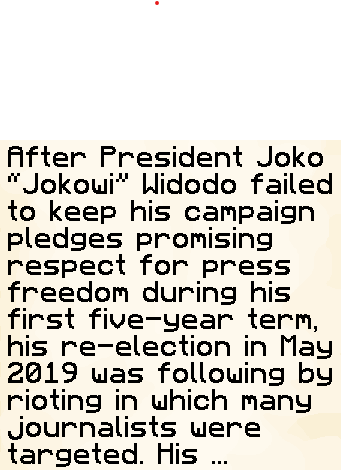 After President Joko
"Jokowi" Widodo failed
to keep his campaign
pledges promising
respect for press
freedom during his
first five-year term,
his re-election in May
2019 was following by
rioting in which many
journalists were
targeted. His ...